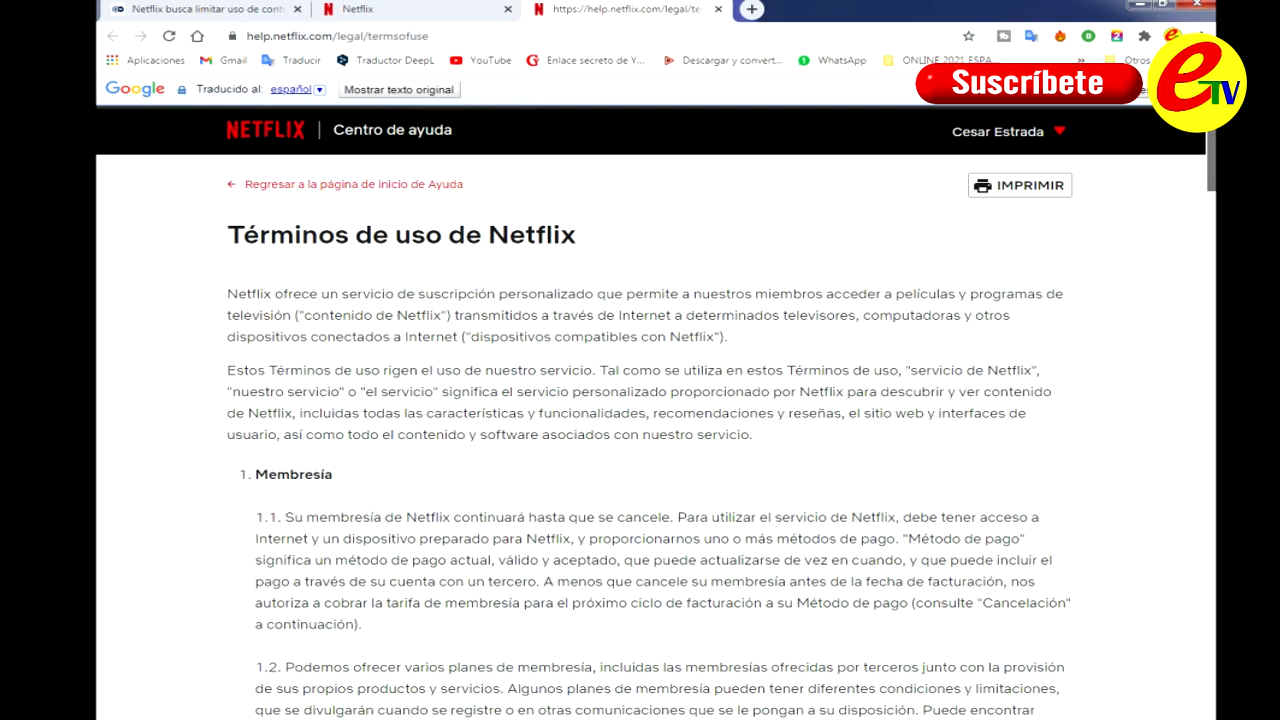 Netflix busca limitar uso de cont
Netflix
https://help.netflix.com/legal/te
help.netflix.com/legal/termsofuse
Aplicaciones
Gmail
Traducir
Traductor DeepL
YouTube
Enlace secreto de Y...
Descargar y convert...
WhatsApp
ONLINE 2021 ESPA...
Otros
Google
Traducido al: español
Mostrar texto original
Suscríbete
eTV
NETFLIX | Centro de ayuda
Cesar Estrada
← Regresar a la página de inicio de Ayuda
IMPRIMIR
Términos de uso de Netflix
Netflix ofrece un servicio de suscripción personalizado que permite a nuestros miembros acceder a películas y programas de
televisión ("contenido de Netflix") transmitidos a través de Internet a determinados televisores, computadoras y otros
dispositivos conectados a Internet ("dispositivos compatibles con Netflix").
Estos Términos de uso rigen el uso de nuestro servicio. Tal como se utiliza en estos Términos de uso, "servicio de Netflix",
"nuestro servicio" o "el servicio" significa el servicio personalizado proporcionado por Netflix para descubrir y ver contenido
de Netflix, incluidas todas las características y funcionalidades, recomendaciones y reseñas, el sitio web y interfaces de
usuario, así como todo el contenido y software asociados con nuestro servicio.
1. Membresía
1.1. Su membresía de Netflix continuará hasta que se cancele. Para utilizar el servicio de Netflix, debe tener acceso a
Internet y un dispositivo preparado para Netflix, y proporcionarnos uno o más métodos de pago. "Método de pago"
significa un método de pago actual, válido y aceptado, que puede actualizarse de vez en cuando, y que puede incluir el
pago a través de su cuenta con un tercero. A menos que cancele su membresía antes de la fecha de facturación, nos
autoriza a cobrar la tarifa de membresía para el próximo ciclo de facturación a su Método de pago (consulte "Cancelación"
a continuación).
1.2. Podemos ofrecer varios planes de membresía, incluidas las membresías ofrecidas por terceros junto con la provisión
de sus propios productos y servicios. Algunos planes de membresía pueden tener diferentes condiciones y limitaciones,
que se divulgarán cuando se registre o en otras comunicaciones que se le pongan a su disposición. Puede encontrar